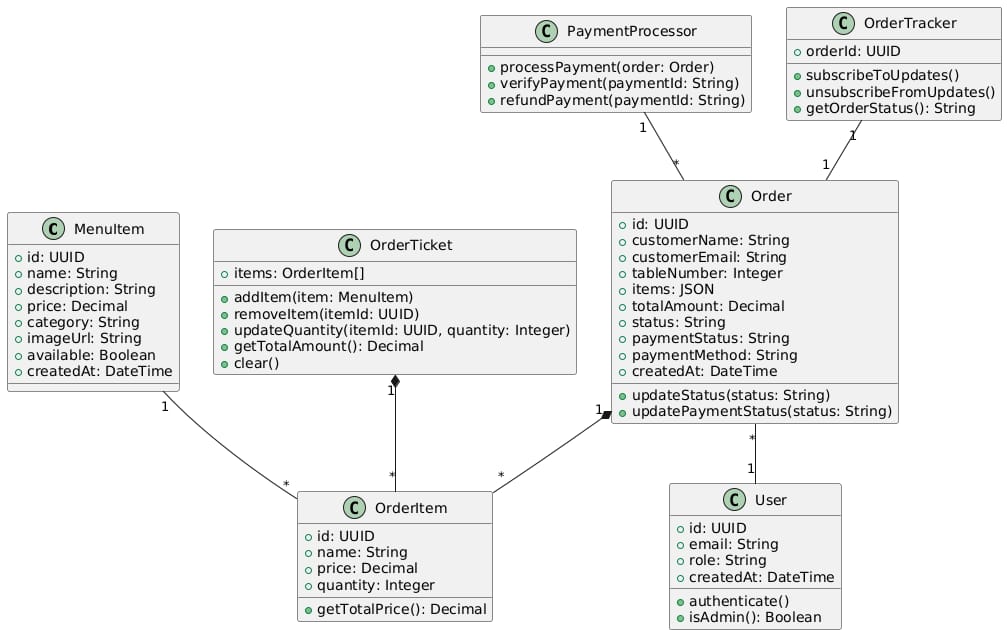 C PaymentProcessor
processPayment(order: Order)
verifyPayment(paymentId: String)
refundPayment(paymentId: String)
C OrderTracker
orderId: UUID
subscribeToUpdates()
unsubscribeFromUpdates()
getOrderStatus(): String
1
*
1
1
C MenuItem
id: UUID
name: String
description: String
price: Decimal
category: String
imageUrl: String
available: Boolean
createdAt: DateTime
C OrderTicket
items: OrderItem[]
addItem(item: MenuItem)
removeItem(itemId: UUID)
updateQuantity(itemId: UUID, quantity: Integer)
getTotalAmount(): Decimal
clear()
C Order
id: UUID
customerName: String
customerEmail: String
tableNumber: Integer
items: JSON
totalAmount: Decimal
status: String
paymentStatus: String
paymentMethod: String
createdAt: DateTime
updateStatus(status: String)
updatePaymentStatus(status: String)
1
*
1
*
1
*
*
1
C OrderItem
id: UUID
name: String
price: Decimal
quantity: Integer
getTotalPrice(): Decimal
C User
id: UUID
email: String
role: String
createdAt: DateTime
authenticate()
isAdmin(): Boolean